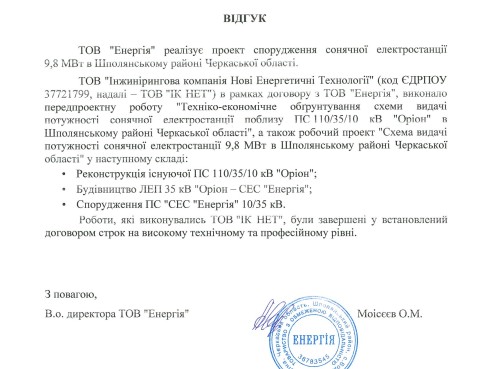 ВІДГУК
ТОВ "Енергія" реалізує проект спорудження сонячної електростанції
9,8 МВт в Шполянському районі Черкаської області.
ТОВ "Інжинірингова компанія Нові Енергетичні Технології" (код ЄДРПОУ
37721799, надалі – ТОВ "ІК НЕТ") в рамках договору з ТОВ "Енергія", виконало
передпроектну роботу "Техніко-економічне обґрунтування схеми видачі
потужності сонячної електростанції поблизу ПС 110/35/10 кВ "Оріон" в
Шполянському районі Черкаської області", а також робочий проект "Схема видачі
потужності сонячної електростанції 9,8 МВт в Шполянському районі Черкаської
області" у наступному складі:
• Реконструкція існуючої ПС 110/35/10 кВ "Оріон";
• Будівництво ЛЕП 35 кВ "Оріон – СЕС "Енергія";
• Спорудження ПС "СЕС "Енергія" 10/35 кВ.
Роботи, які виконувались ТОВ "ІК НЕТ", були завершені у встановлений
договором строк на високому технічному та професійному рівні.
З повагою,
В.о. директора ТОВ "Енергія"
Моісєєв О.М.
ЕНЕРГІЯ
38783545